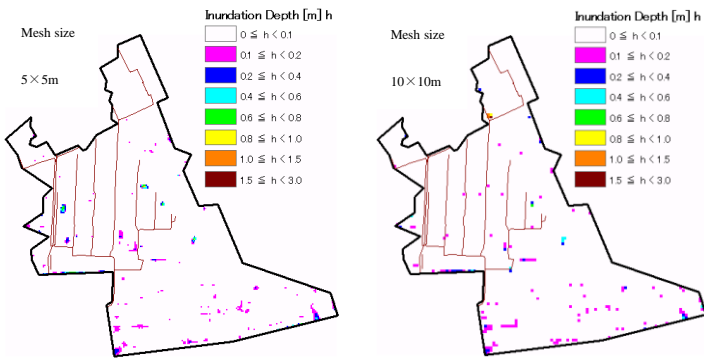 Inundation Depth [m] h
Mesh size
5×5m
0 ≦ h < 0.1
0.1 ≦ h < 0.2
0.2 ≦ h < 0.4
0.4 ≦ h < 0.6
0.6 ≦ h < 0.8
0.8 ≦ h < 1.0
1.0 ≦ h < 1.5
1.5 ≦ h < 3.0
Inundation Depth [m] h
Mesh size
10×10m
0 ≦ h < 0.1
0.1 ≦ h < 0.2
0.2 ≦ h < 0.4
0.4 ≦ h < 0.6
0.6 ≦ h < 0.8
0.8 ≦ h < 1.0
1.0 ≦ h < 1.5
1.5 ≦ h < 3.0